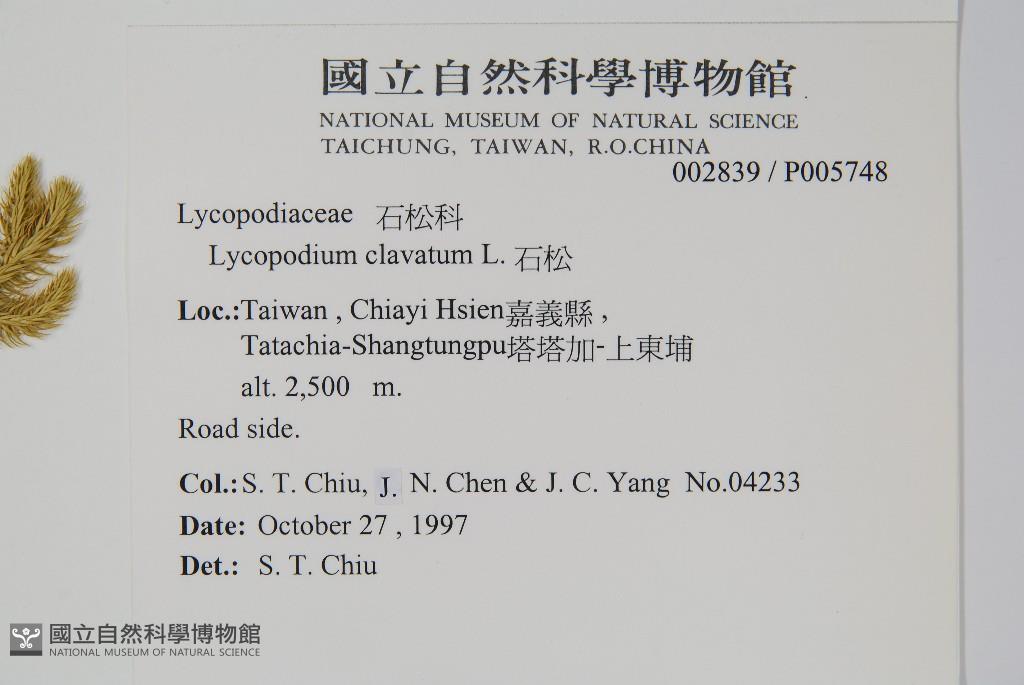 國立自然科學博物館
NATIONAL MUSEUM OF NATURAL SCIENCE
TAICHUNG, TAIWAN, R.O.CHINA
002839 / P005748
Lycopodiaceae 石松科
Lycopodium clavatum L. 石松
Loc.:Taiwan , Chiayi Hsien嘉義縣 ,
Tatachia-Shangtungpu塔塔加-上東埔
alt. 2,500 m.
Road side.
Col.: S. T. Chiu, J. N. Chen & J. C. Yang No.04233
Date: October 27 , 1997
Det.: S. T. Chiu
國立自然科學博物館
NATIONAL MUSEUM OF NATURAL SCIENCE